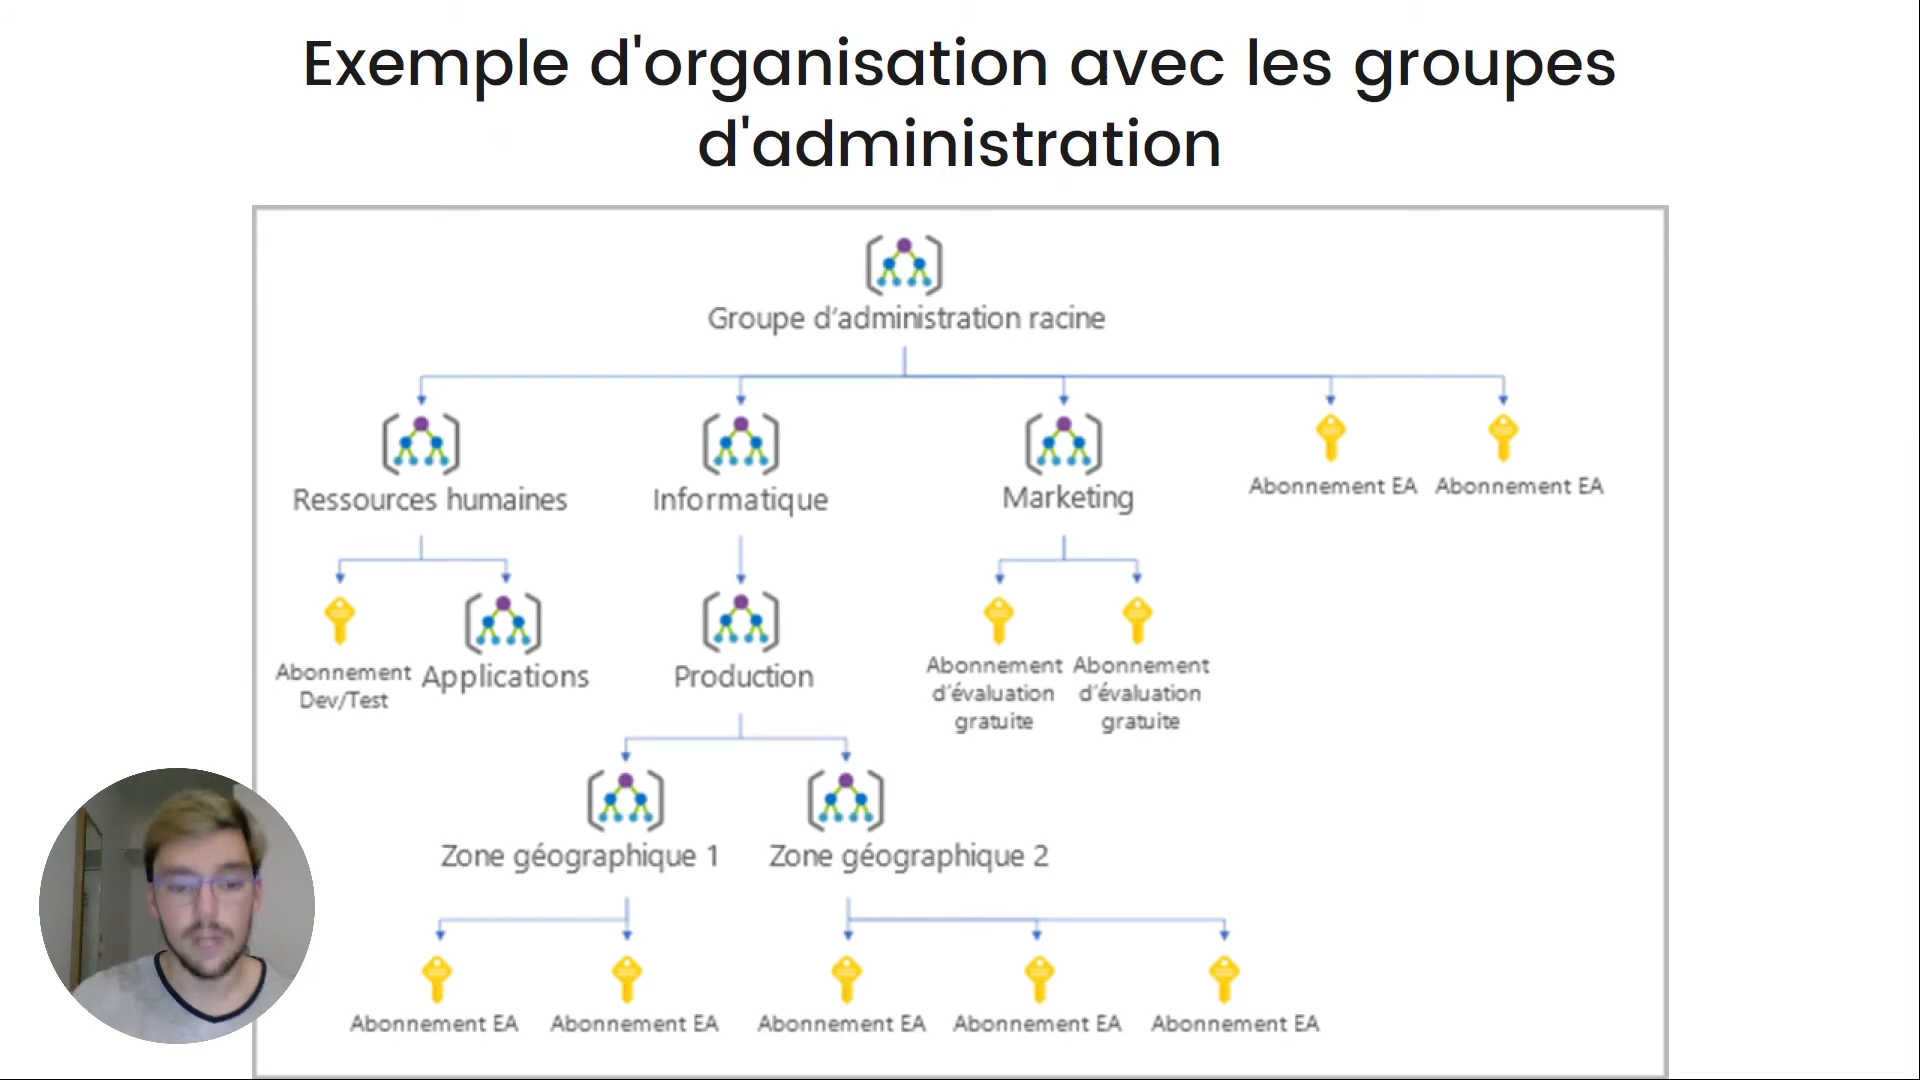 Exemple d'organisation avec les groupes
d'administration
Groupe d’administration racine
Ressources humaines
Informatique
Marketing
Abonnement EA
Abonnement EA
Abonnement
Dev/Test
Applications
Production
Abonnement
d’évaluation
gratuite
Abonnement
d’évaluation
gratuite
Zone géographique 1
Zone géographique 2
Abonnement EA
Abonnement EA
Abonnement EA
Abonnement EA
Abonnement EA